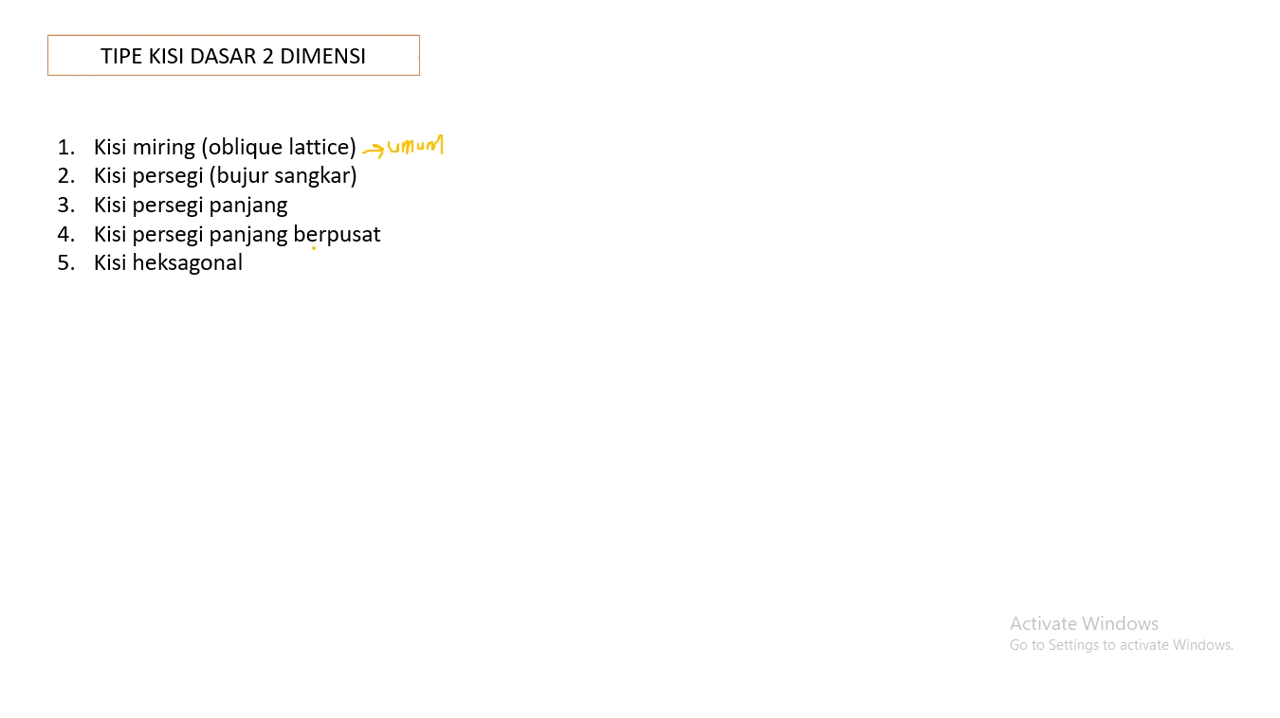 TIPE KISI DASAR 2 DIMENSI
1. Kisi miring (oblique lattice) → umum
2. Kisi persegi (bujur sangkar)
3. Kisi persegi panjang
4. Kisi persegi panjang berpusat
5. Kisi heksagonal
Activate Windows
Go to Settings to activate Windows.